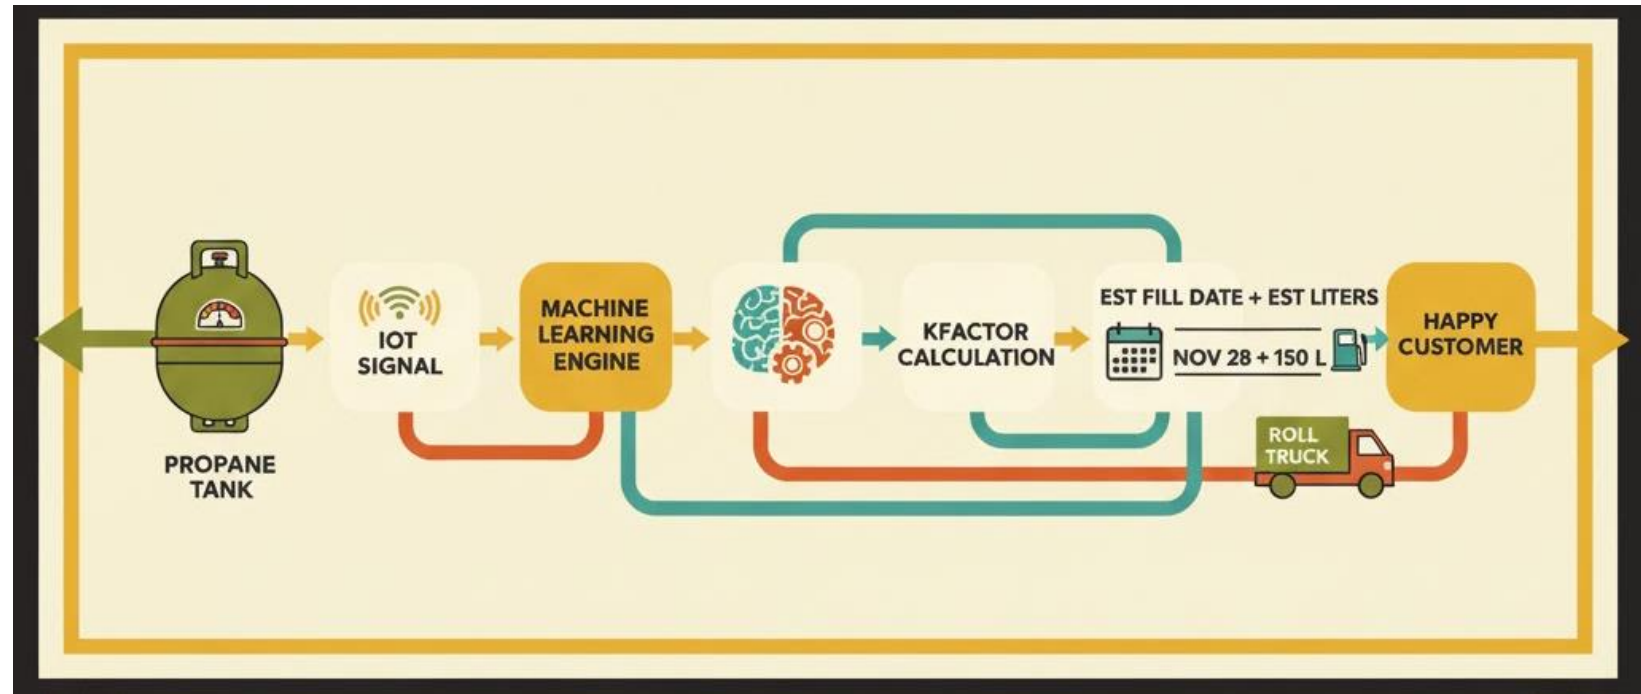 PROPANE
TANK
IOT
SIGNAL
MACHINE
LEARNING
ENGINE
KFACTOR
CALCULATION
EST FILL DATE + EST LITERS
NOV 28 + 150 L
ROLL
TRUCK
HAPPY
CUSTOMER